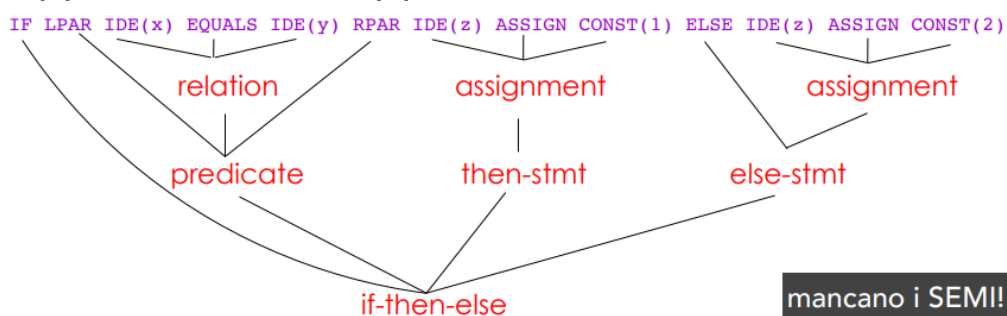 IF LPAR IDE(x) EQUALS IDE(y) RPAR IDE(z) ASSIGN CONST(1) ELSE IDE(z) ASSIGN CONST(2)
relation assignment assignment
predicate then-stmt else-stmt
if-then-else
mancano i SEMI!